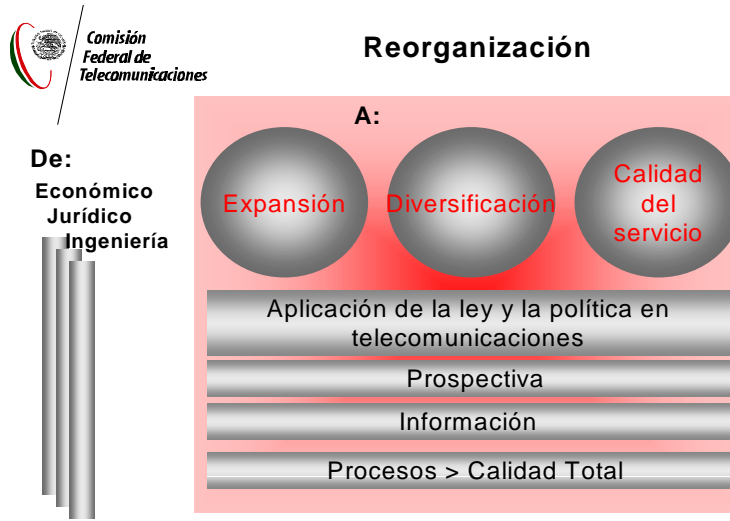 Comisión
Federal de
Telecomunicaciones
Reorganización
De:
Económico
Jurídico
Ingeniería
A:
Expansión
Diversificación
Calidad
del
servicio
Aplicación de la ley y la política en
telecomunicaciones
Prospectiva
Información
Procesos > Calidad Total